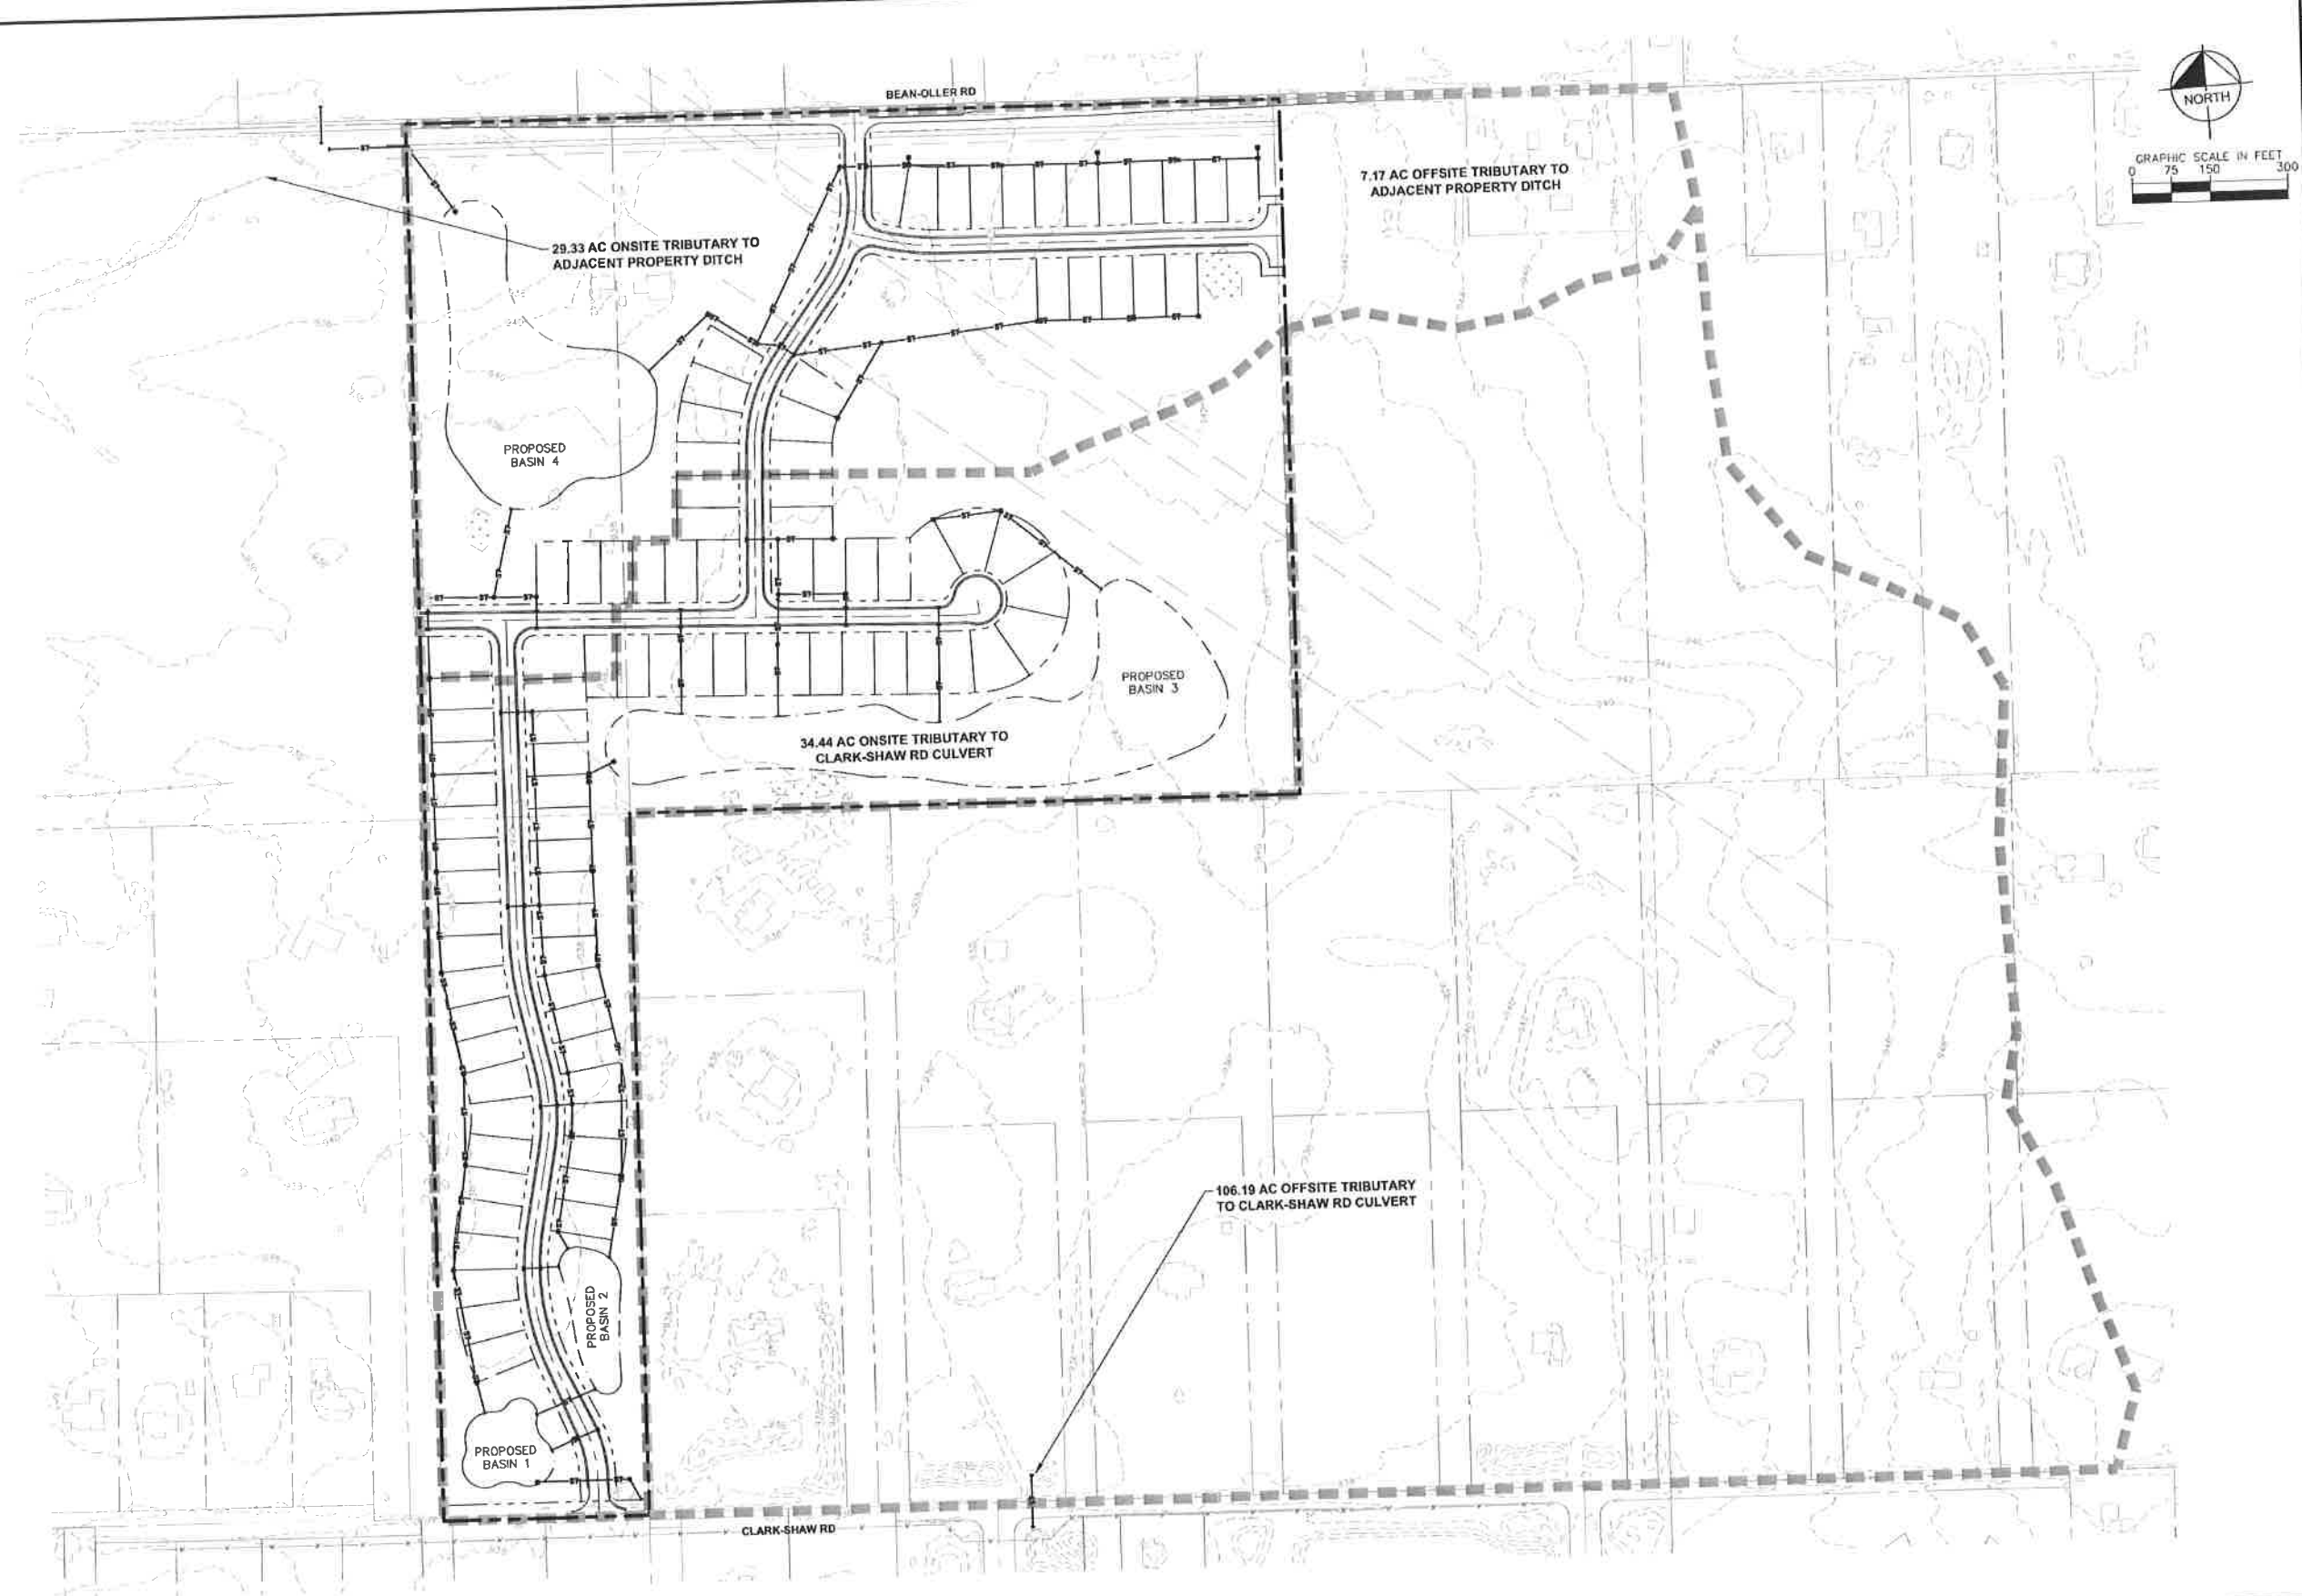 BEAN-OLLER RD
NORTH
GRAPHIC SCALE IN FEET
0 75 150 300
7.17 AC OFFSITE TRIBUTARY TO
ADJACENT PROPERTY DITCH
29.33 AC ONSITE TRIBUTARY TO
ADJACENT PROPERTY DITCH
PROPOSED
BASIN 4
PROPOSED
BASIN 3
34.44 AC ONSITE TRIBUTARY TO
CLARK-SHAW RD CULVERT
106.19 AC OFFSITE TRIBUTARY
TO CLARK-SHAW RD CULVERT
PROPOSED
BASIN 2
PROPOSED
BASIN 1
CLARK-SHAW RD